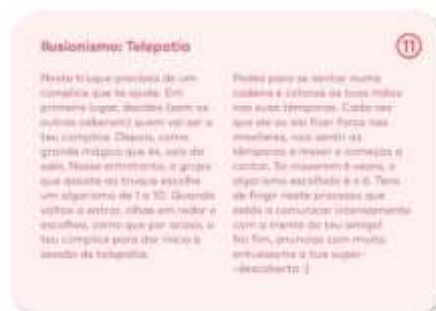 Ilusionismo: Telepatia
11
Neste truque precisas de um
cúmplice que te ajude. Em
primeiro lugar, decides (sem os
outros saberem) quem vai ser o
teu cúmplice. Depois, como
grande mágico que és, sais da
sala. Nesse entretanto, o grupo
que assiste ao truque escolhe
um algarismo de 1 a 10. Quando
voltas a entrar, olhas em redor e
escolhes, como que por acaso, o
teu cúmplice para dar início à
sessão de telepatia.
Pedes para se sentar numa
cadeira e colocas as tuas mãos
nas suas têmporas. Cada vez
que ele ou ela fizer força nos
maxilares, vais sentir as
têmporas a mexer e começas a
contar. Se mexerem 6 vezes, o
algarismo escolhido é o 6. Tens
de fingir neste processo que
estás a comunicar intensamente
com a mente do teu amigo!
No fim, anuncias com muito
entusiasmo a tua super-
-descoberta :)